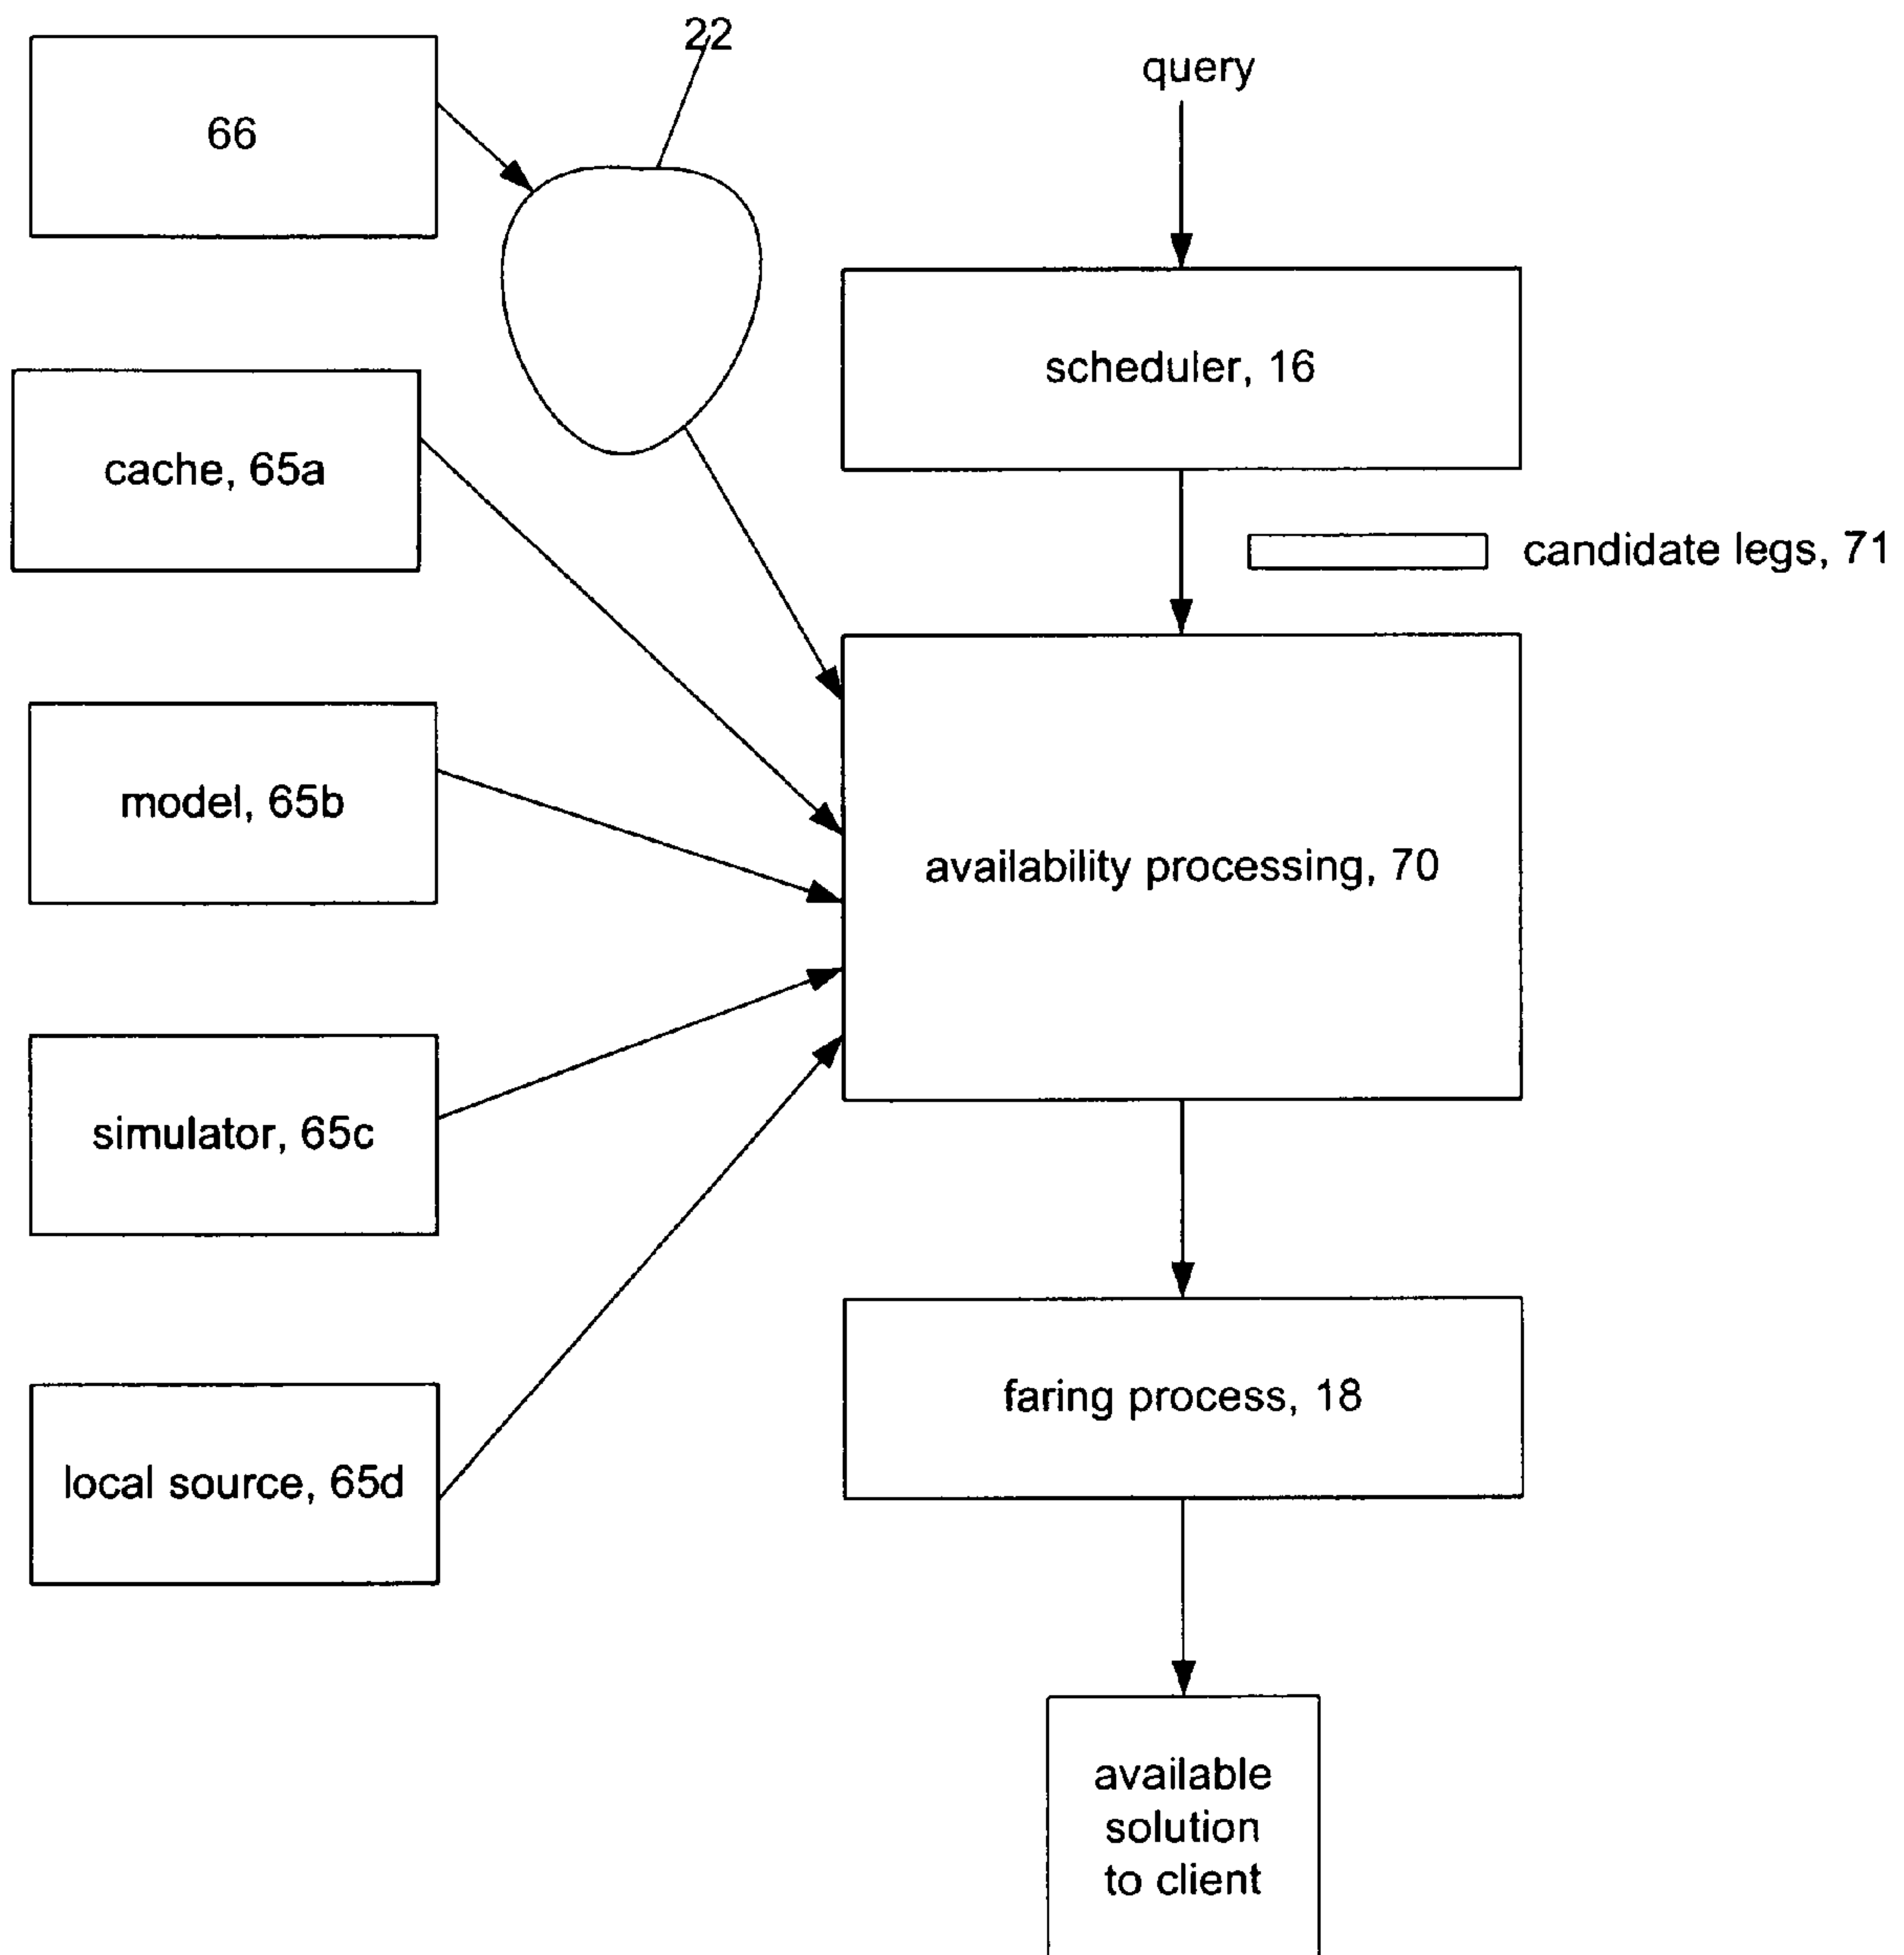 22
query
66
scheduler, 16
cache, 65a
candidate legs, 71
model, 65b
availability processing, 70
simulator, 65c
faring process, 18
local source, 65d
available
solution
to client